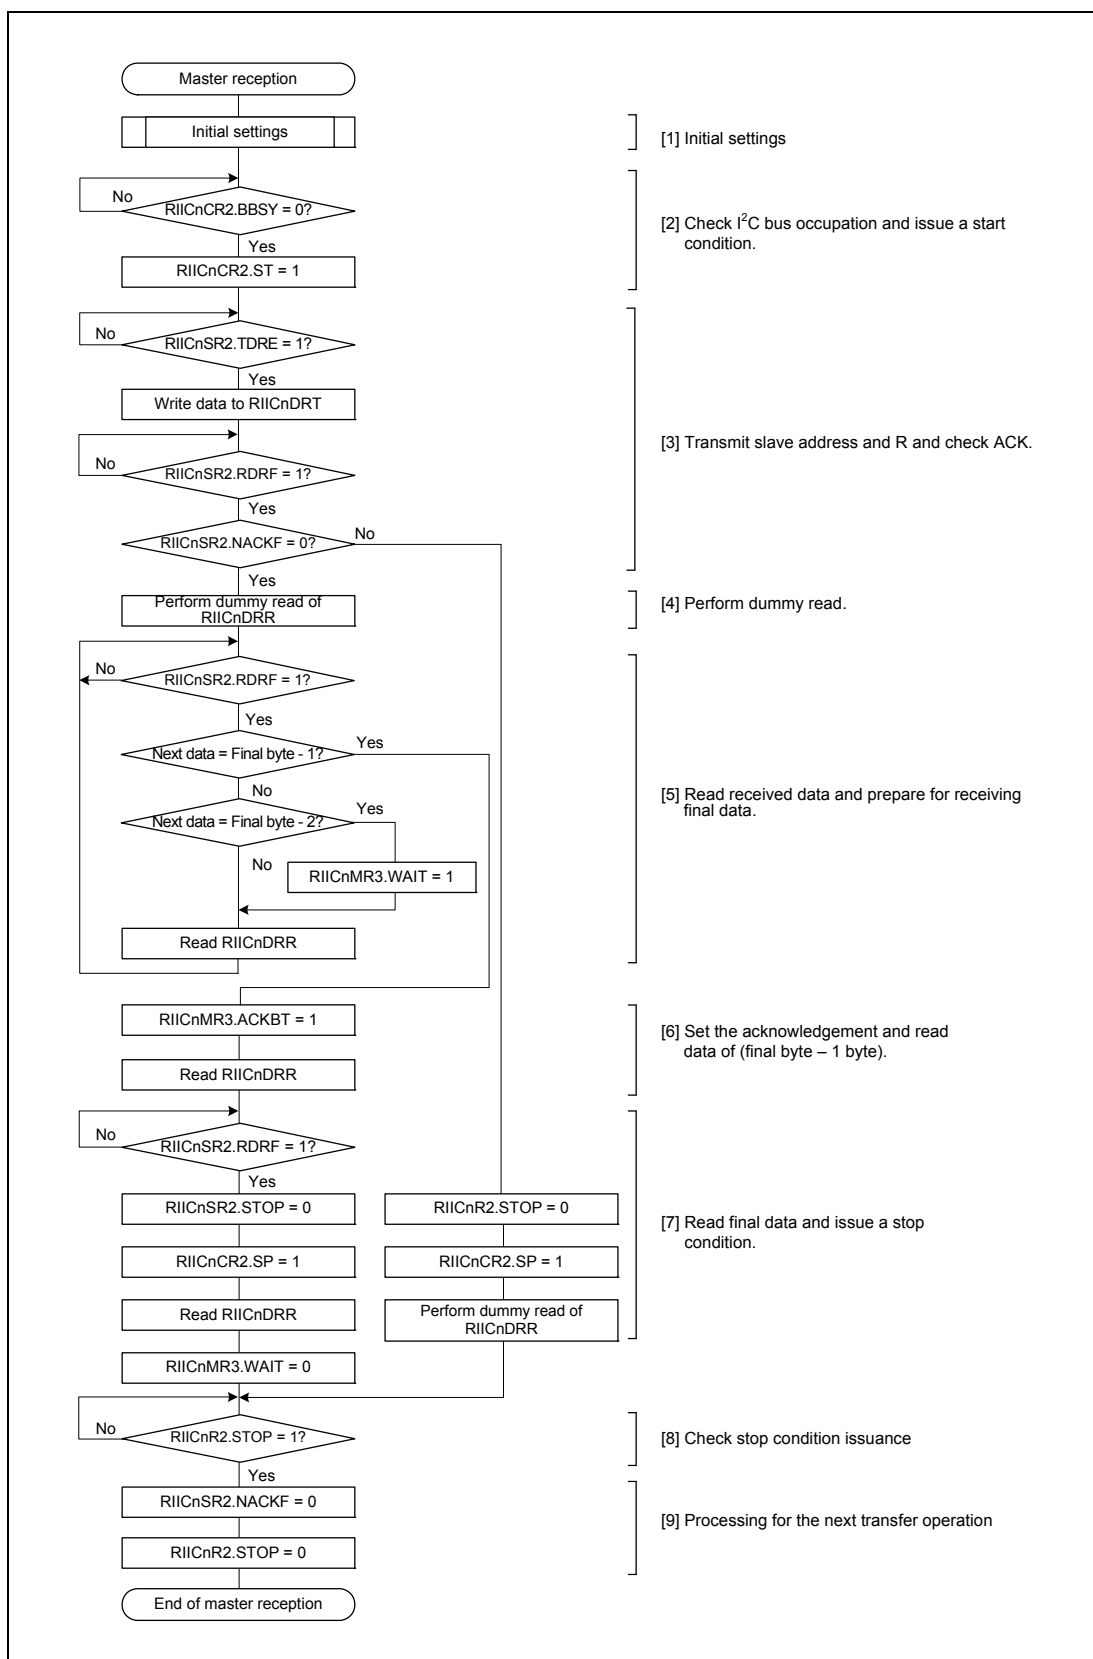 Master reception
Initial settings
[1] Initial settings
No
RIICnCR2.BBSY = 0?
Yes
[2] Check I²C bus occupation and issue a start
condition.
RIICnCR2.ST = 1
No
RIICnSR2.TDRE = 1?
Yes
Write data to RIICnDRT
[3] Transmit slave address and R and check ACK.
No
RIICnSR2.RDRF = 1?
Yes
No
RIICnSR2.NACKF = 0?
Yes
Perform dummy read of
RIICnDRR
[4] Perform dummy read.
No
RIICnSR2.RDRF = 1?
Yes
Yes
Next data = Final byte - 1?
No
[5] Read received data and prepare for receiving
final data.
Yes
Next data = Final byte - 2?
No
RIICnMR3.WAIT = 1
Read RIICnDRR
RIICnMR3.ACKBT = 1
[6] Set the acknowledgement and read
data of (final byte – 1 byte).
Read RIICnDRR
No
RIICnSR2.RDRF = 1?
Yes
RIICnSR2.STOP = 0
RIICnR2.STOP = 0
[7] Read final data and issue a stop
condition.
RIICnCR2.SP = 1
RIICnCR2.SP = 1
Read RIICnDRR
Perform dummy read of
RIICnDRR
RIICnMR3.WAIT = 0
No
RIICnR2.STOP = 1?
[8] Check stop condition issuance
Yes
RIICnSR2.NACKF = 0
[9] Processing for the next transfer operation
RIICnR2.STOP = 0
End of master reception